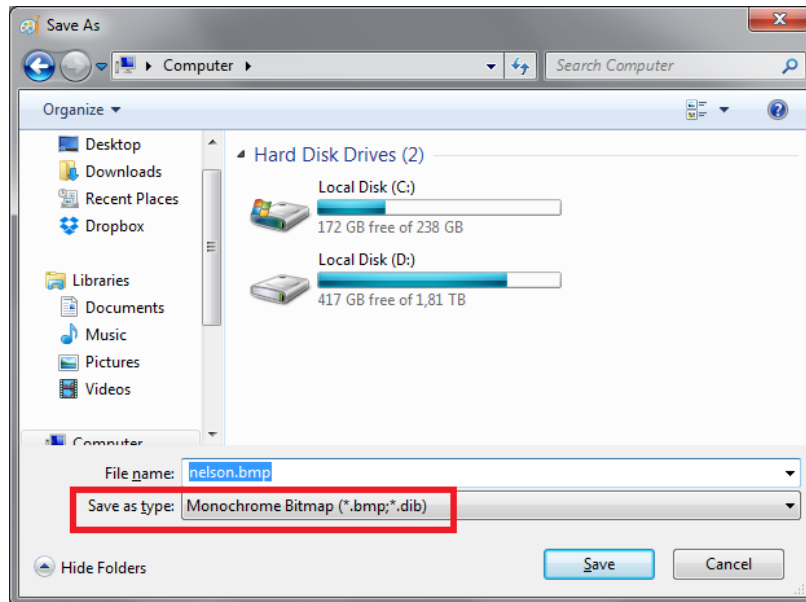 Save As
Computer
Search Computer
Organize
Desktop
Downloads
Recent Places
Dropbox
Libraries
Documents
Music
Pictures
Videos
Computer
Hard Disk Drives (2)
Local Disk (C:)
172 GB free of 238 GB
Local Disk (D:)
417 GB free of 1,81 TB
File name: nelson.bmp
Save as type: Monochrome Bitmap (*.bmp;*.dib)
Hide Folders
Save
Cancel